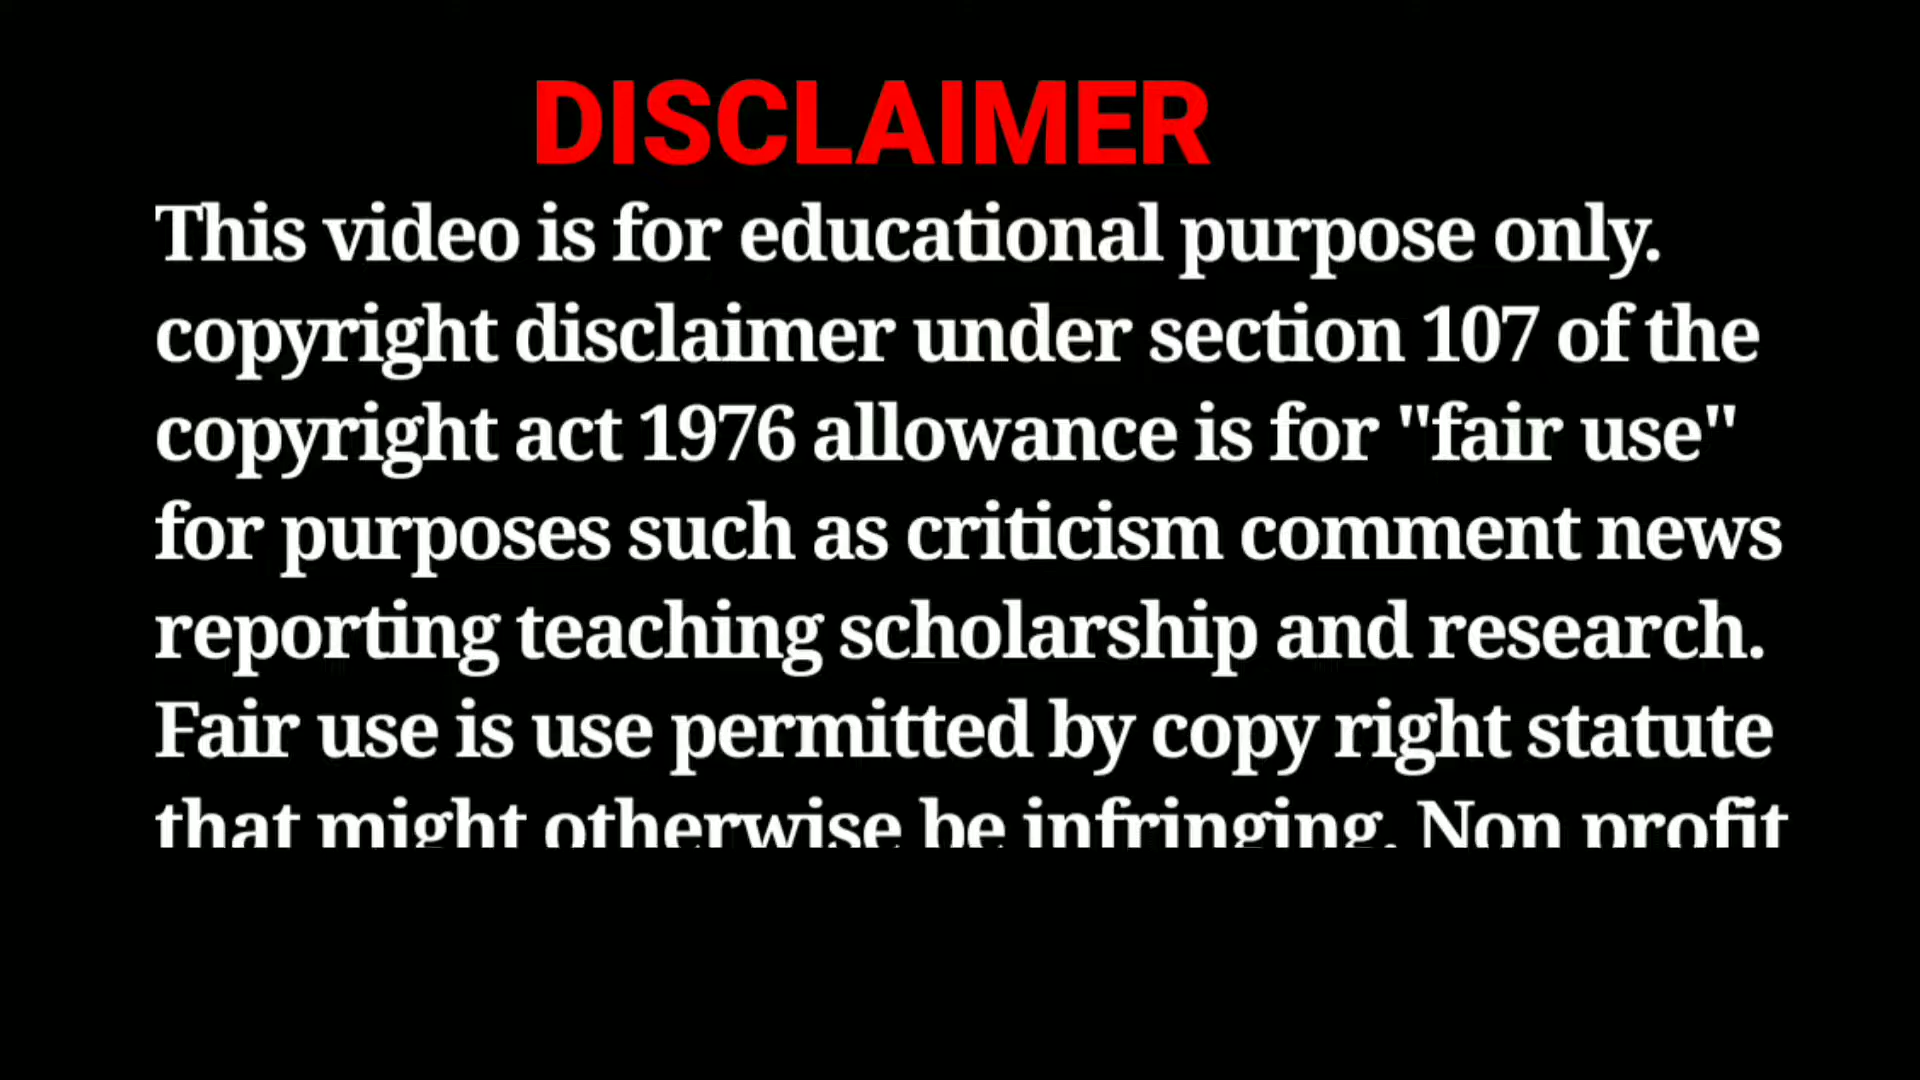 DISCLAIMER
This video is for educational purpose only.
copyright disclaimer under section 107 of the
copyright act 1976 allowance is for "fair use"
for purposes such as criticism comment news
reporting teaching scholarship and research.
Fair use is use permitted by copy right statute
that might otherwise be infringing. Non profit